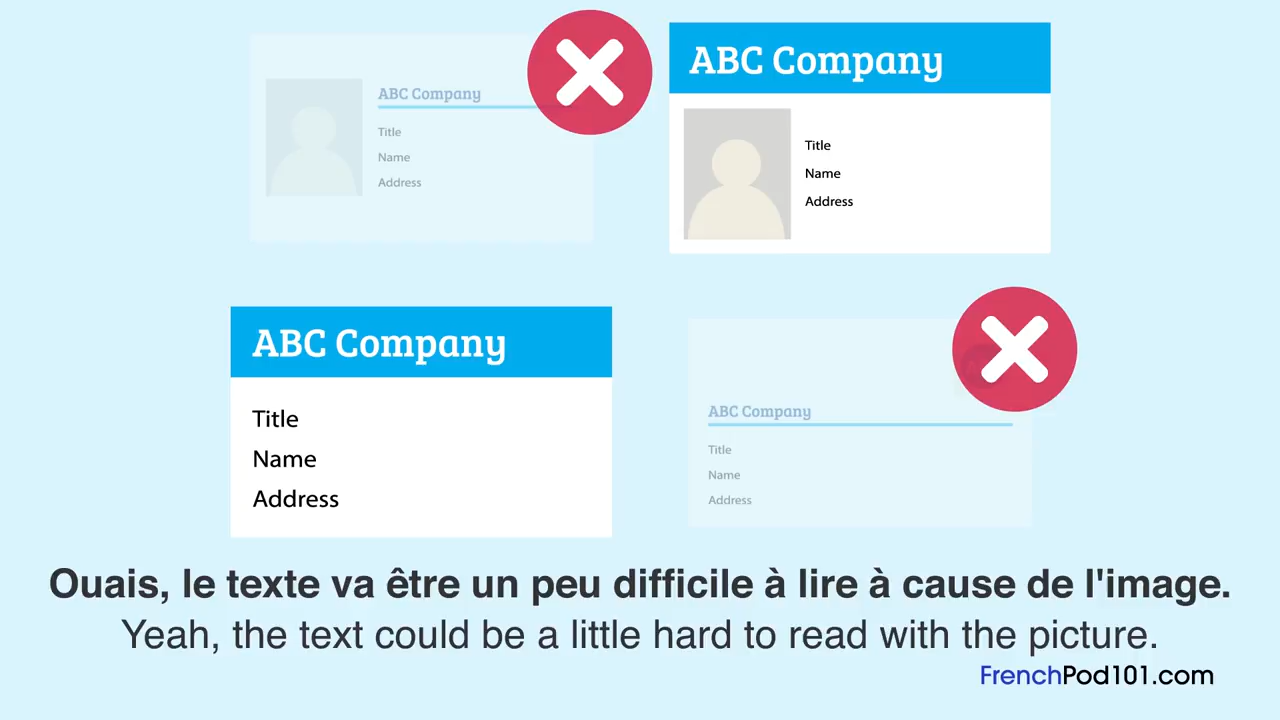 ABC Company
Title
Name
Address
ABC Company
Title
Name
Address
ABC Company
Title
Name
Address
ABC Company
Title
Name
Address
Ouais, le texte va être un peu difficile à lire à cause de l'image.
Yeah, the text could be a little hard to read with the picture.
FrenchPod101.com